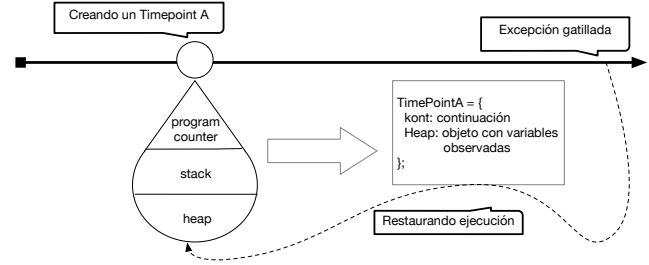 Creando un Timepoint A
Excepción gatillada
program
counter
stack
heap
TimePointA = {
kont: continuación
Heap: objeto con variables
observadas
};
Restaurando ejecución